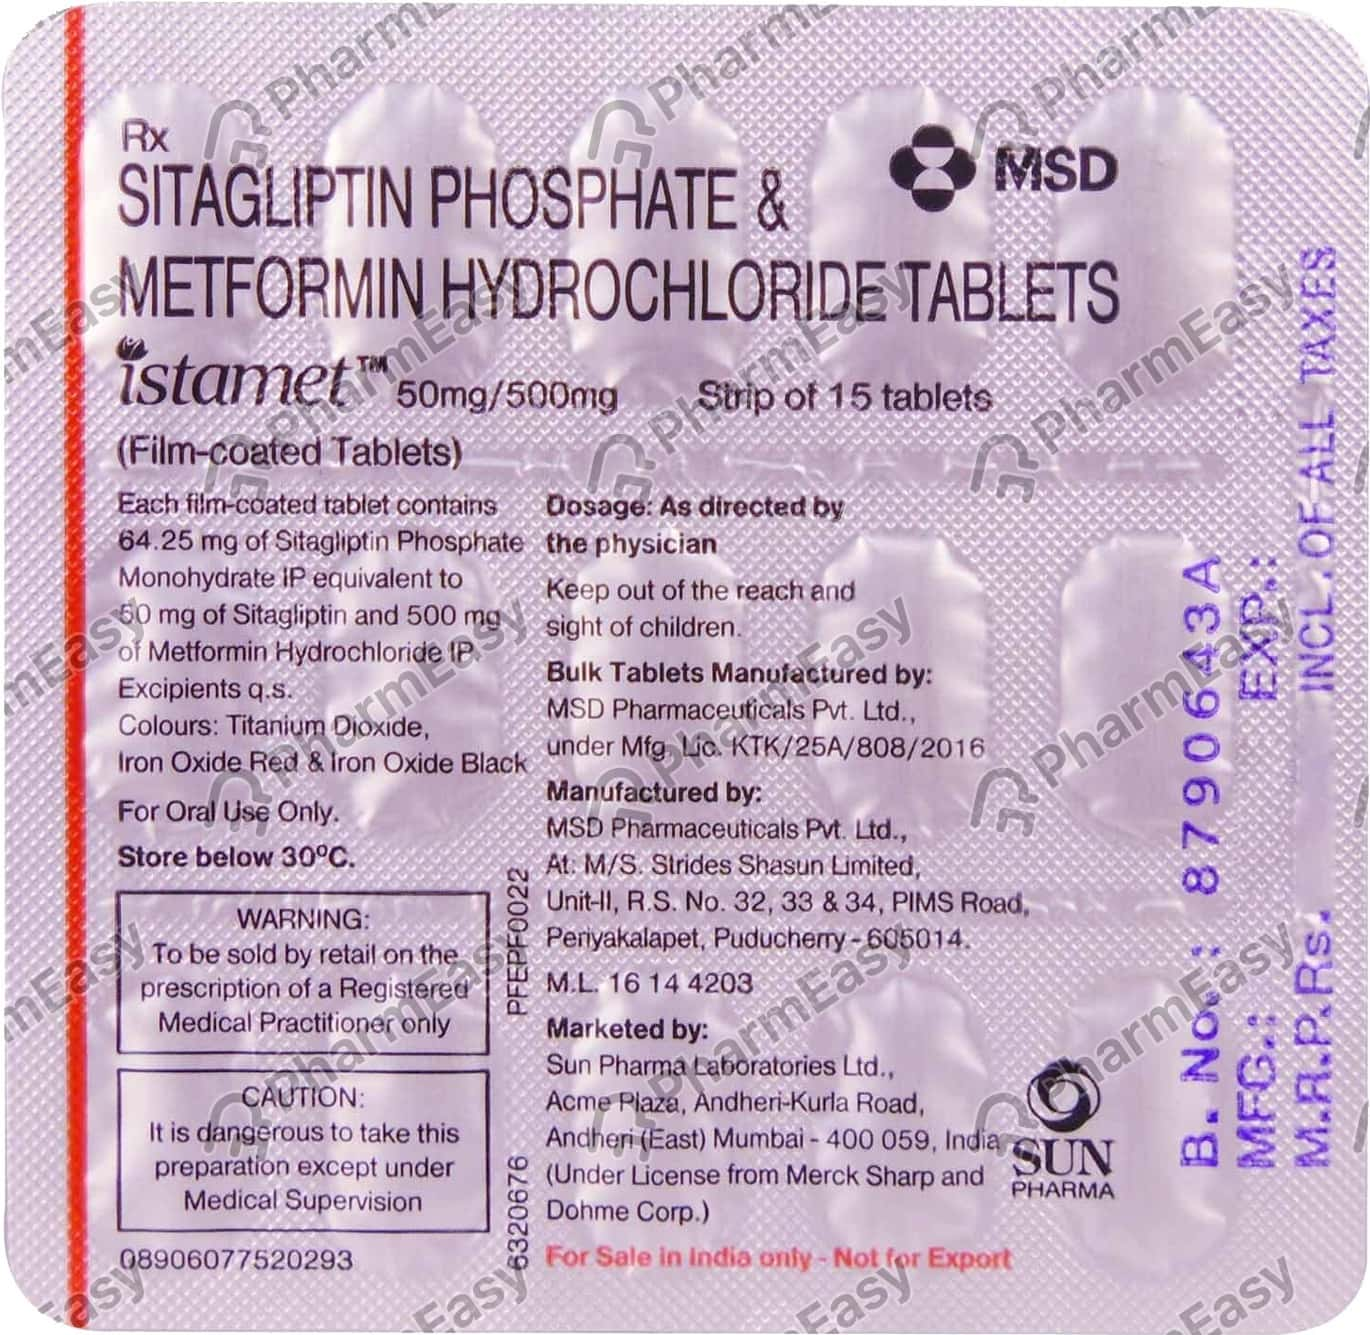 Rx
SITAGLIPTIN PHOSPHATE &
METFORMIN HYDROCHLORIDE TABLETS
MSD
istamet™ 50mg/500mg Strip of 15 tablets
(Film-coated Tablets)
Each film-coated tablet contains
64.25 mg of Sitagliptin Phosphate
Monohydrate IP equivalent to
50 mg of Sitagliptin and 500 mg
of Metformin Hydrochloride IP
Excipients q.s.
Colours: Titanium Dioxide,
Iron Oxide Red & Iron Oxide Black
For Oral Use Only.
Store below 30ºC.
WARNING:
To be sold by retail on the
prescription of a Registered
Medical Practitioner only
CAUTION:
It is dangerous to take this
preparation except under
Medical Supervision
08906077520293
PFEPF0022
6320676
Dosage: As directed by
the physician
Keep out of the reach and
sight of children.
Bulk Tablets Manufactured by:
MSD Pharmaceuticals Pvt. Ltd.,
under Mfg. Lic. KTK/25A/808/2016
Manufactured by:
MSD Pharmaceuticals Pvt. Ltd.,
At: M/S. Strides Shasun Limited,
Unit-II, R.S. No. 32, 33 & 34, PIMS Road,
Periyakalapet, Puducherry - 605014.
M.L. 16 14 4203
Marketed by:
Sun Pharma Laboratories Ltd.,
Acme Plaza, Andheri-Kurla Road,
Andheri (East) Mumbai - 400 059, India
(Under License from Merck Sharp and
Dohme Corp.)
For Sale in India only - Not for Export
SUN
PHARMA
B. No.: 8790643A
MFG.: EXP.:
M.R.P.Rs. INCL.OF ALL TAXES
PharmEasy